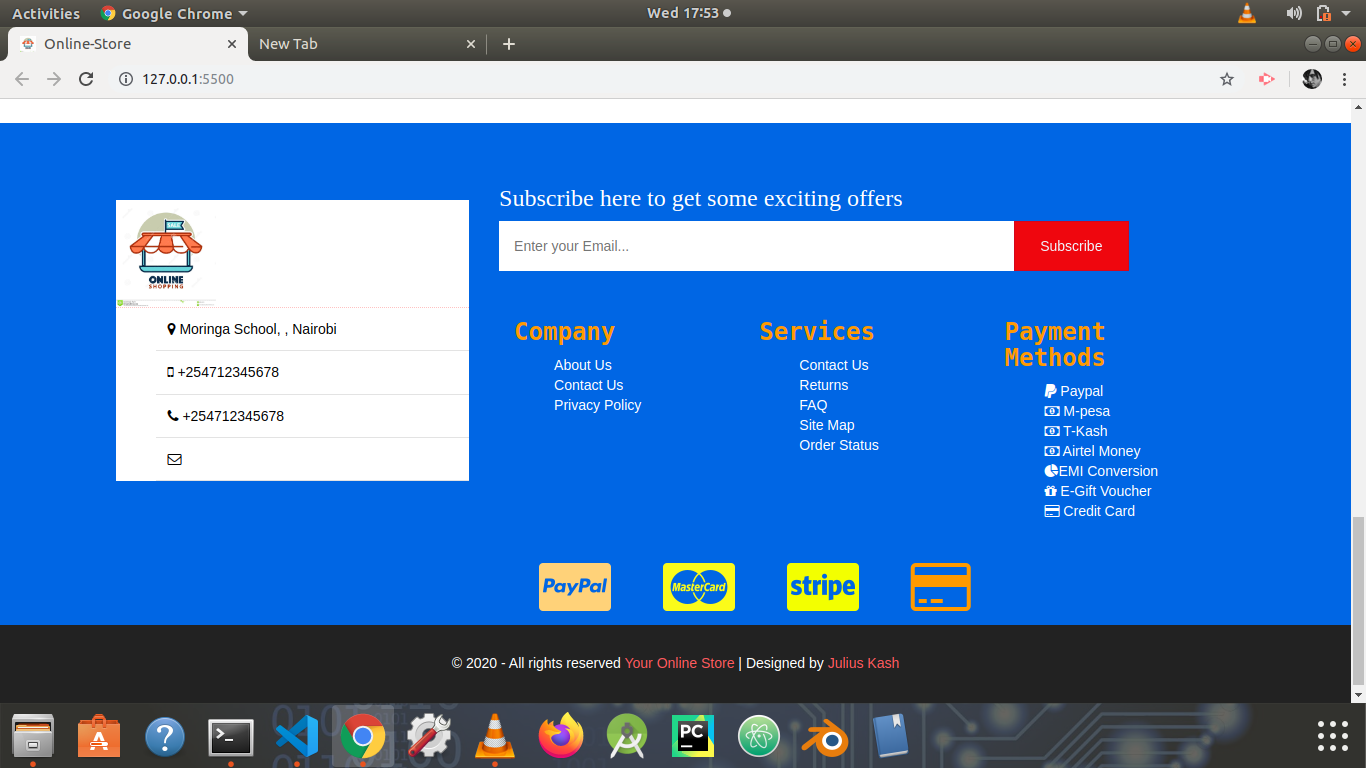 Activities
Google Chrome
Wed 17:53
Online-Store
New Tab
127.0.0.1:5500
SALE
ONLINE
SHOPPING
Moringa School, , Nairobi
+254712345678
+254712345678
Subscribe here to get some exciting offers
Enter your Email...
Subscribe
Company
About Us
Contact Us
Privacy Policy
Services
Contact Us
Returns
FAQ
Site Map
Order Status
Payment
Methods
Paypal
M-pesa
T-Kash
Airtel Money
EMI Conversion
E-Gift Voucher
Credit Card
PayPal
MasterCard
stripe
© 2020 - All rights reserved Your Online Store | Designed by Julius Kash
PC